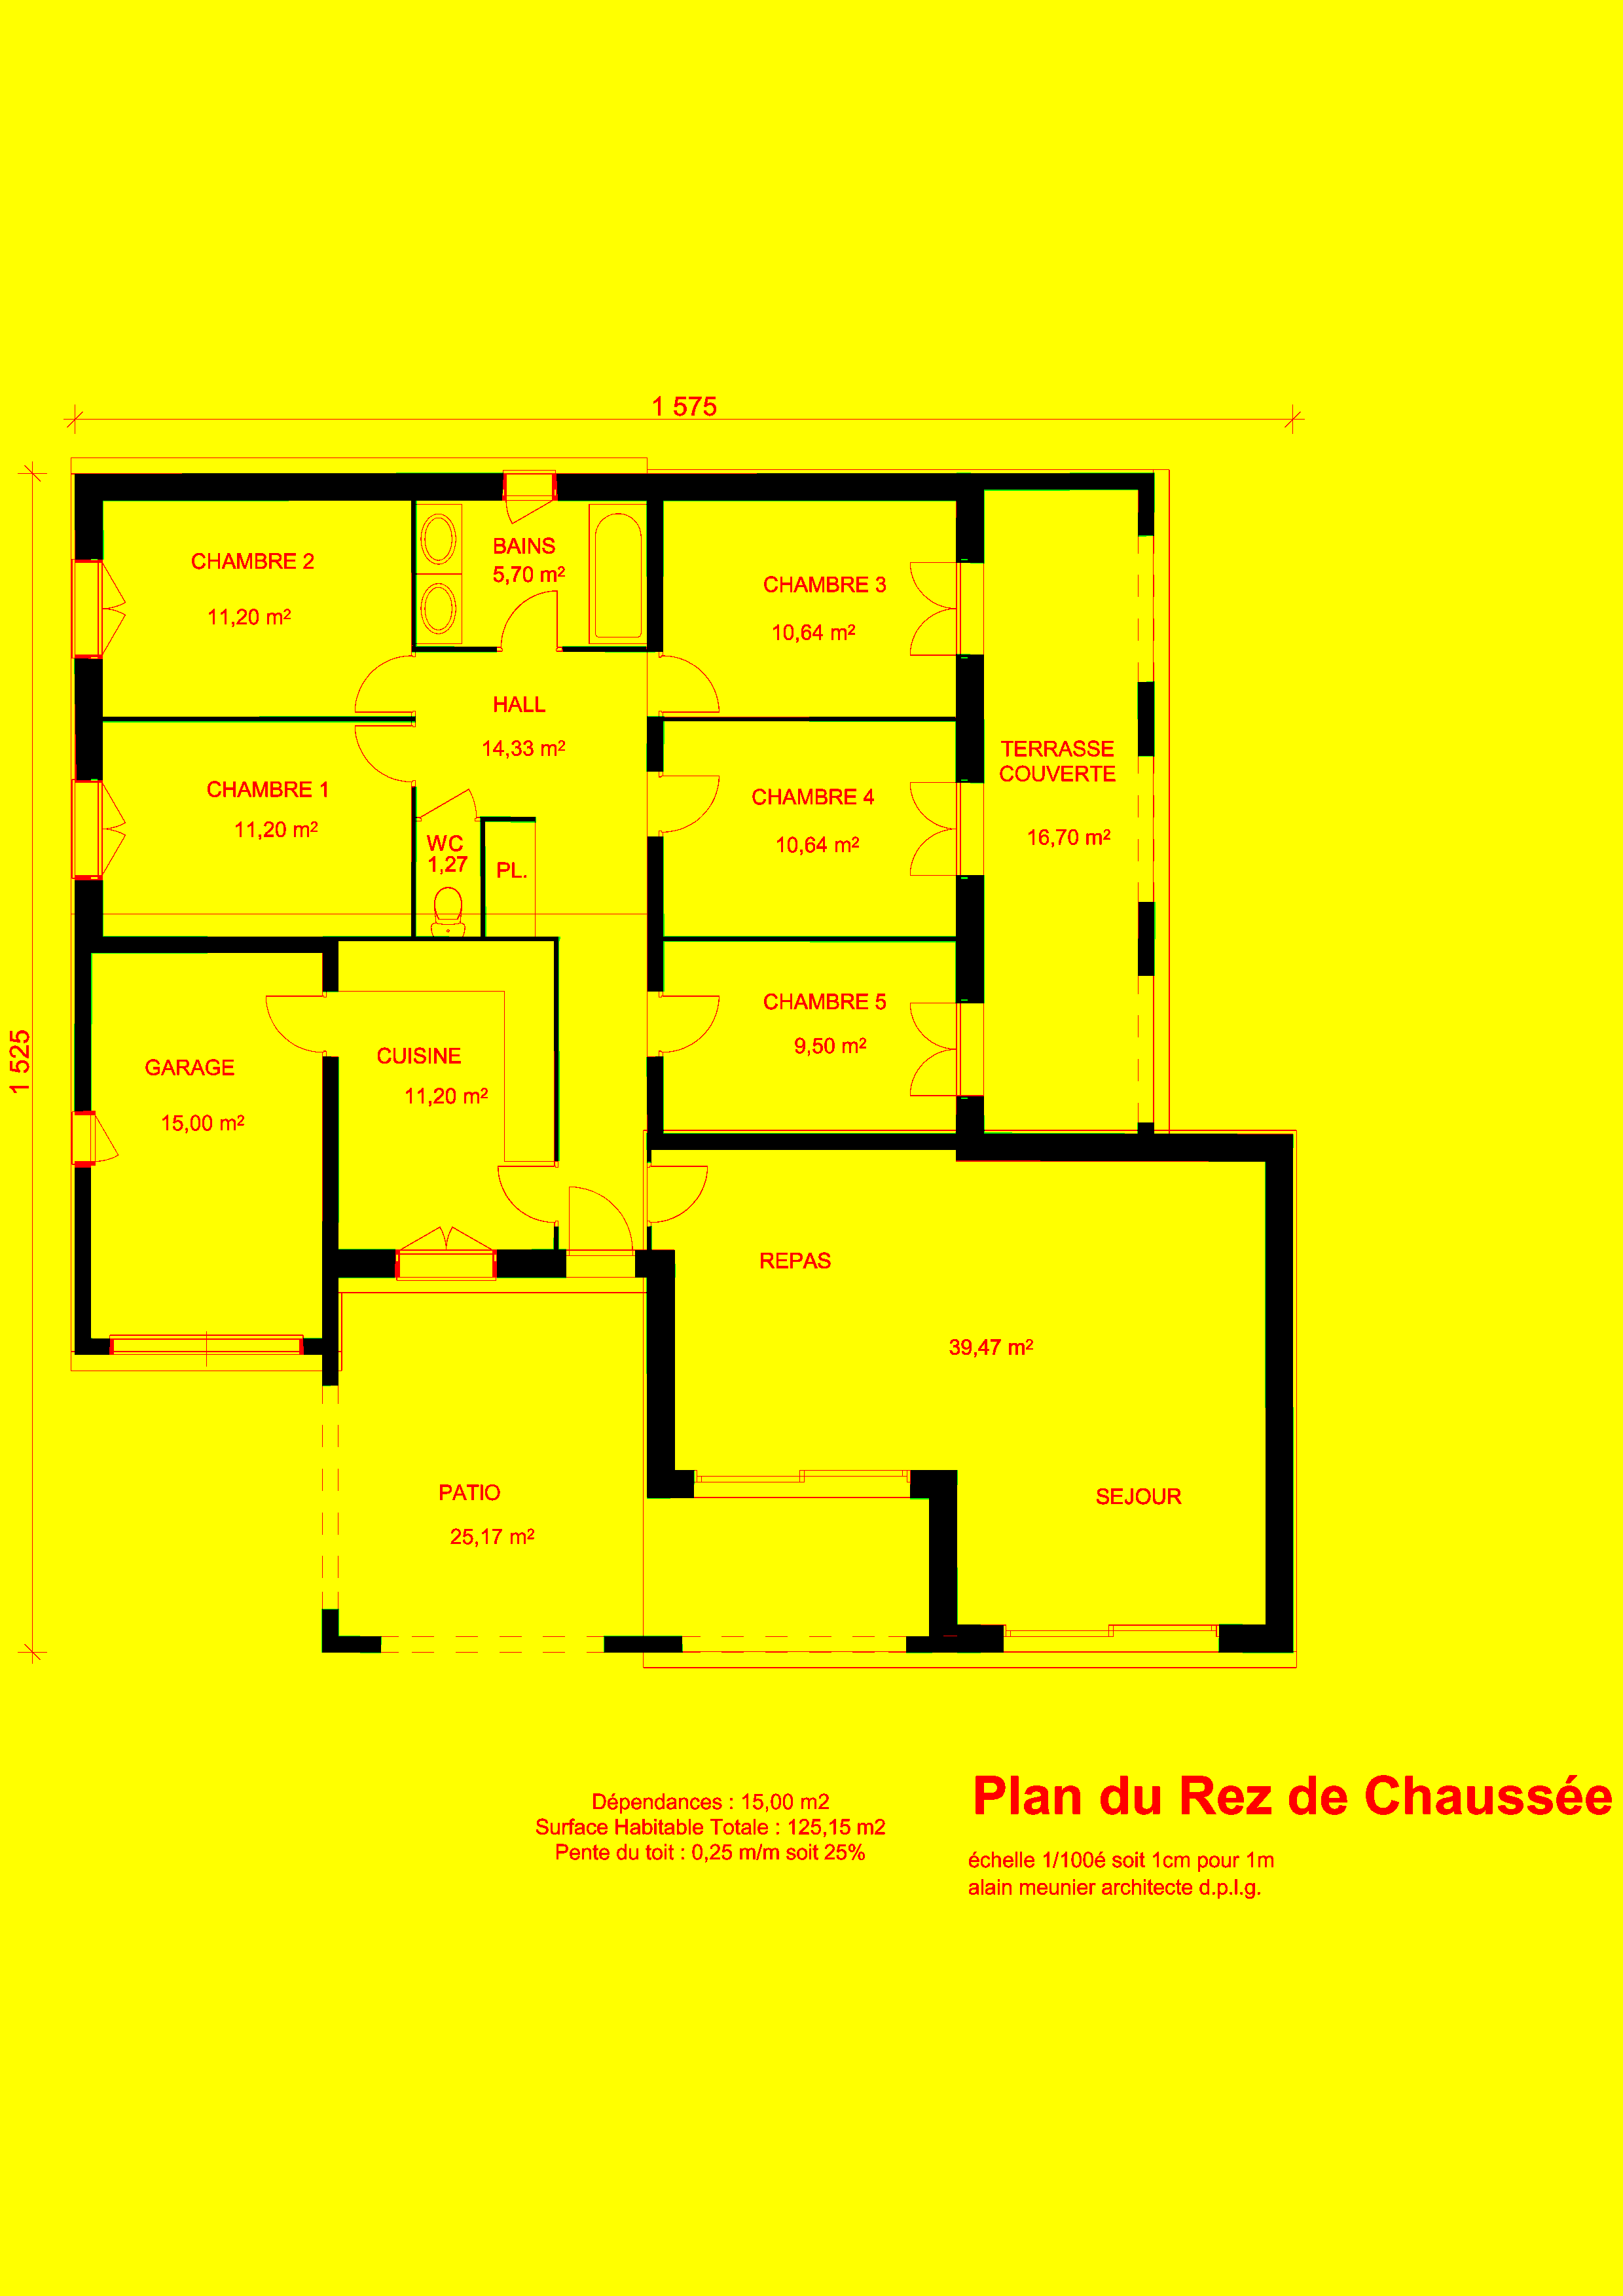 1 575
CHAMBRE 2
11,20 m²
BAINS
5,70 m²
CHAMBRE 3
10,64 m²
HALL
14,33 m²
TERRASSE
COUVERTE
16,70 m²
CHAMBRE 1
11,20 m²
CHAMBRE 4
10,64 m²
WC
1,27
PL.
CHAMBRE 5
9,50 m²
1 525
GARAGE
15,00 m²
CUISINE
11,20 m²
REPAS
39,47 m²
PATIO
25,17 m²
SEJOUR
Dépendances : 15,00 m2
Surface Habitable Totale : 125,15 m2
Pente du toit : 0,25 m/m soit 25%
Plan du Rez de Chaussée
échelle 1/100é soit 1cm pour 1m
alain meunier architecte d.p.l.g.